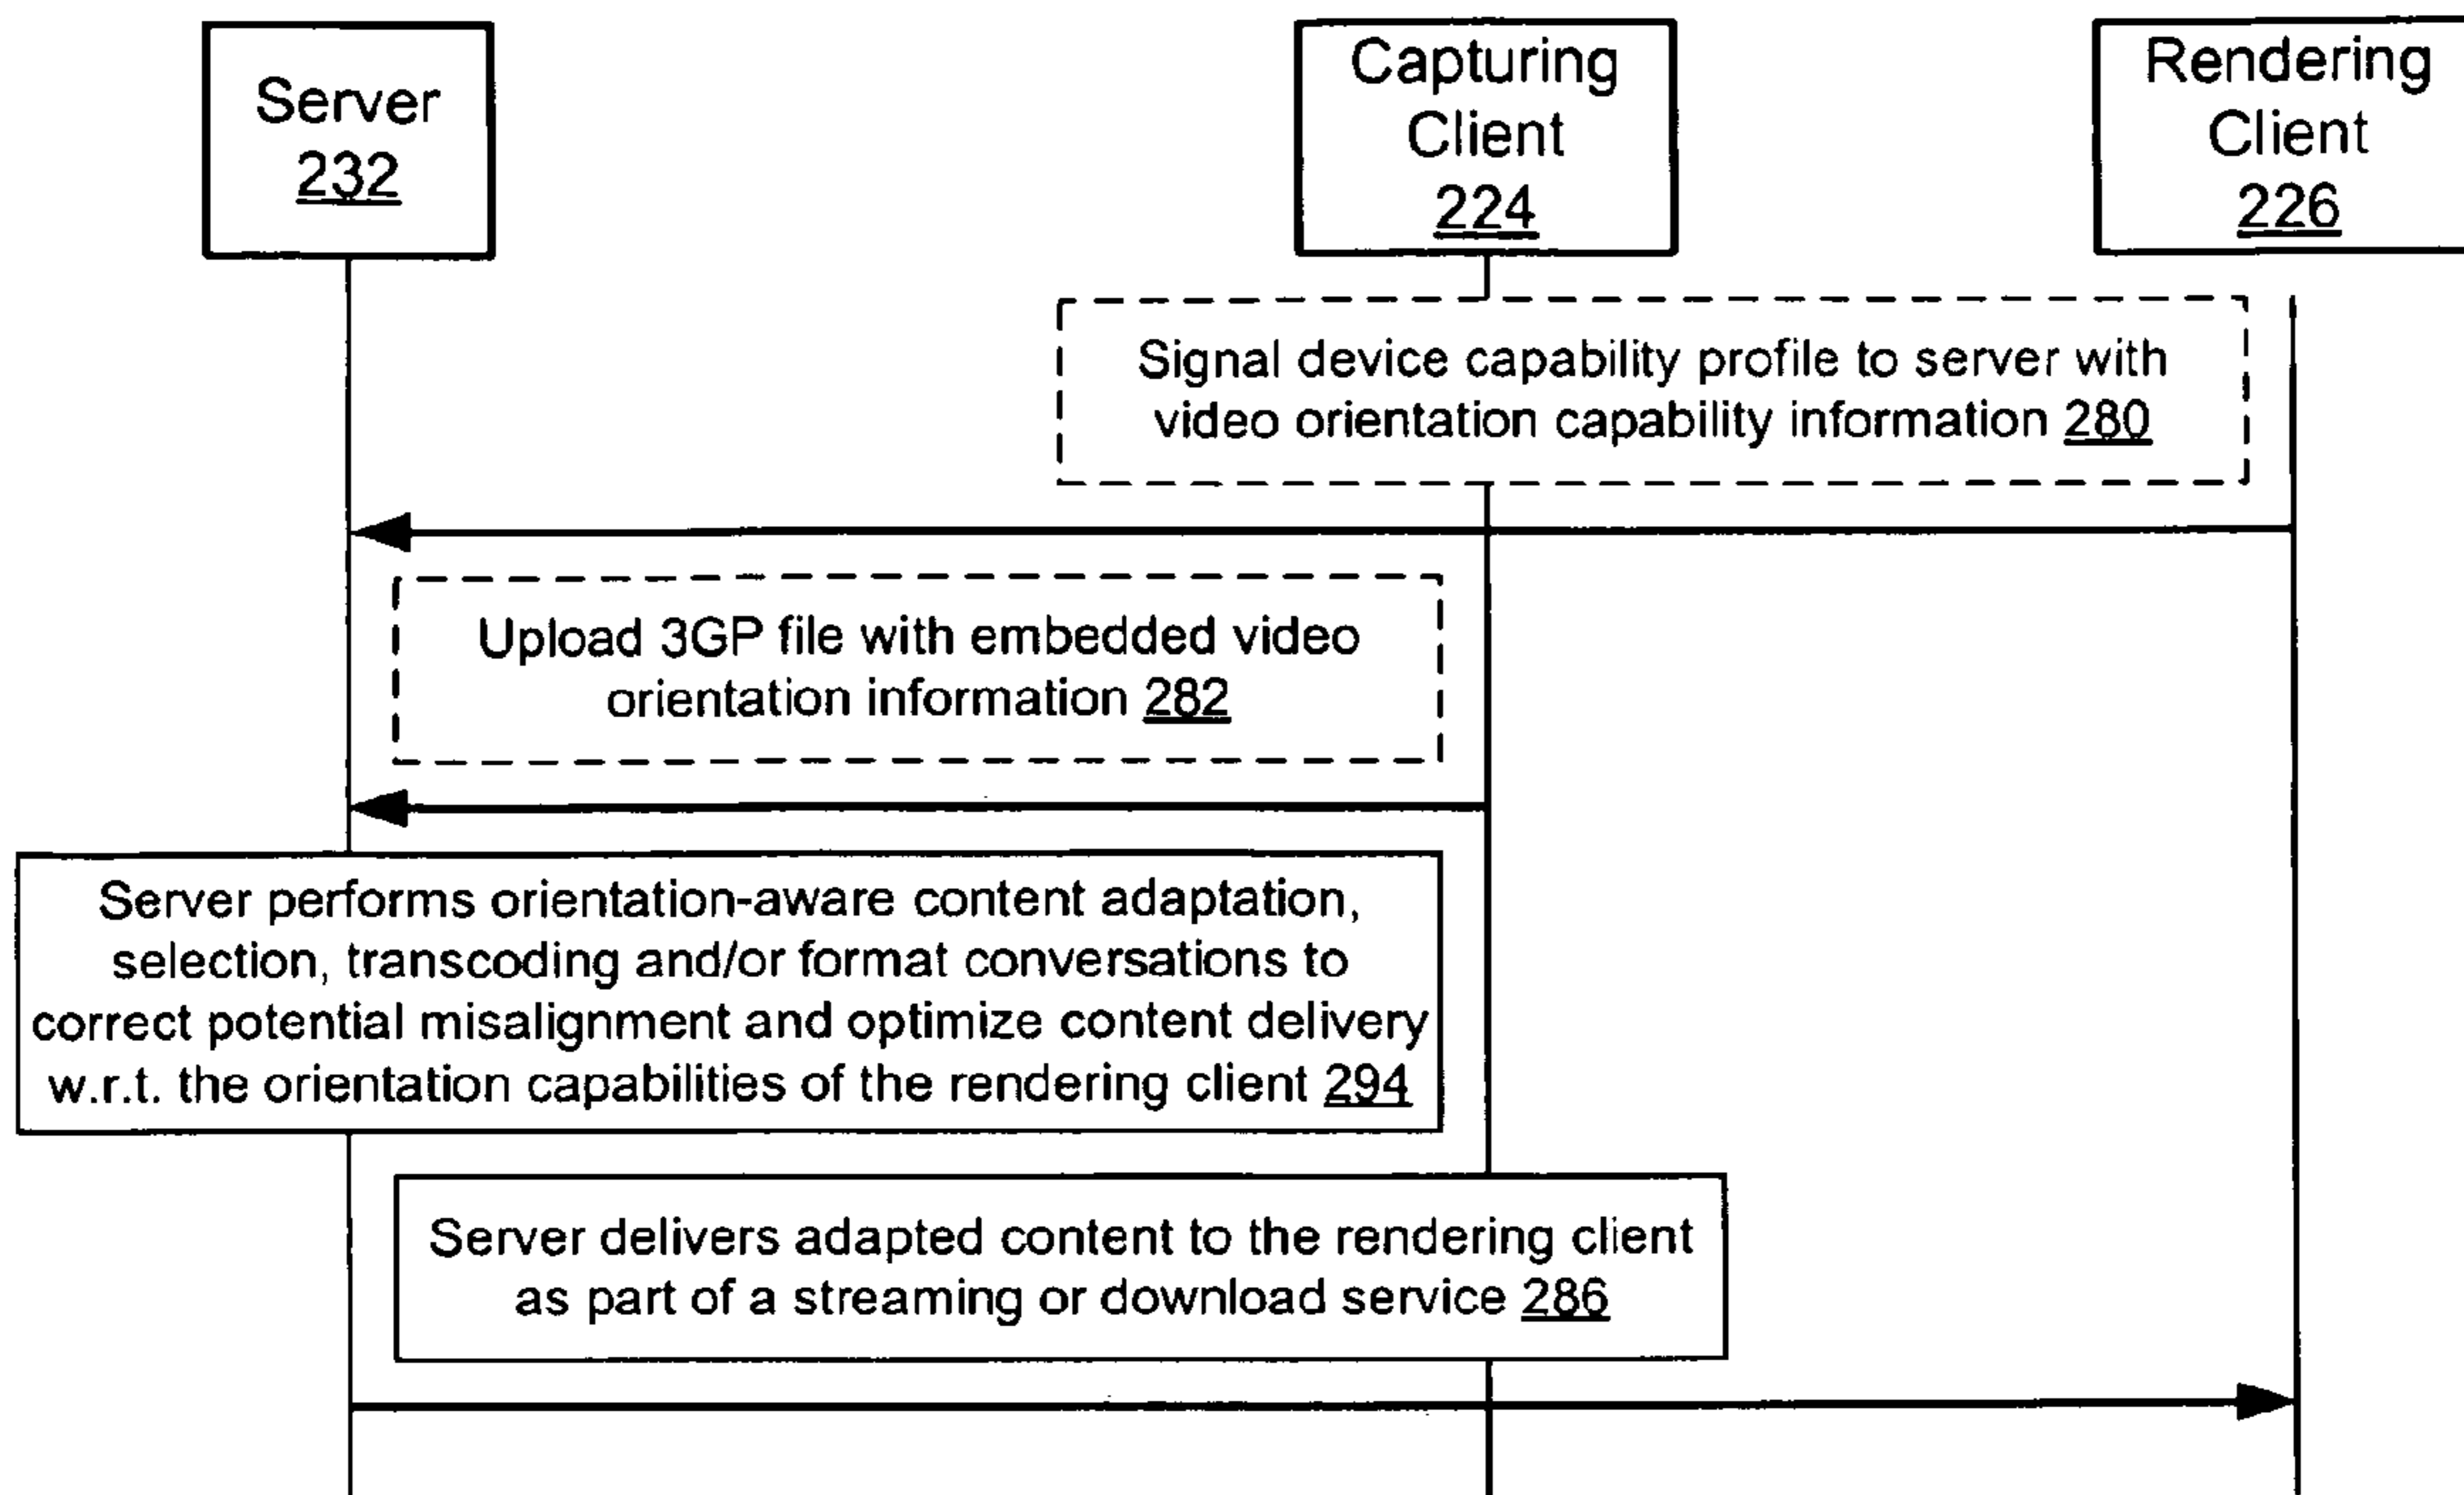 Server
232
Capturing
Client
224
Rendering
Client
226
Signal device capability profile to server with
video orientation capability information 280
Upload 3GP file with embedded video
orientation information 282
Server performs orientation-aware content adaptation,
selection, transcoding and/or format conversations to
correct potential misalignment and optimize content delivery
w.r.t. the orientation capabilities of the rendering client 294
Server delivers adapted content to the rendering client
as part of a streaming or download service 286